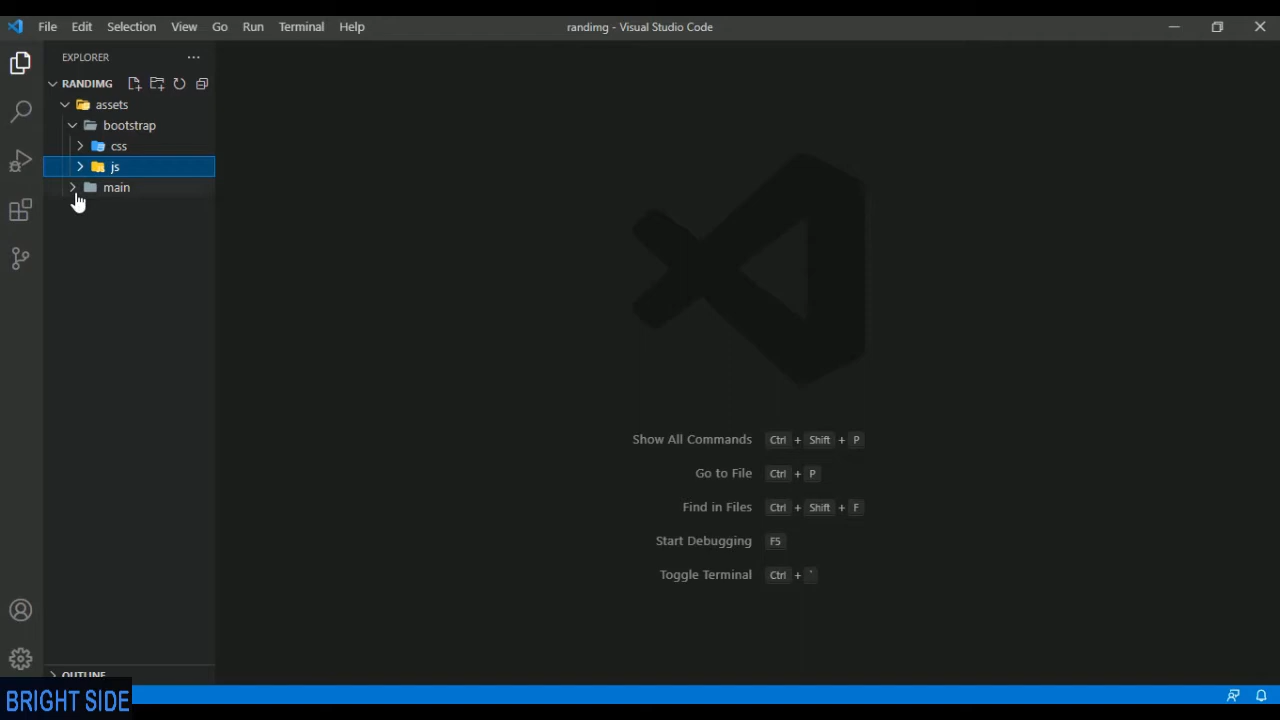 File Edit Selection View Go Run Terminal Help randimg - Visual Studio Code
EXPLORER
RANDIMG
assets
bootstrap
css
js
main
Show All Commands Ctrl + Shift + P
Go to File Ctrl + P
Find in Files Ctrl + Shift + F
Start Debugging F5
Toggle Terminal Ctrl + `
OUTLINE
BRIGHT SIDE